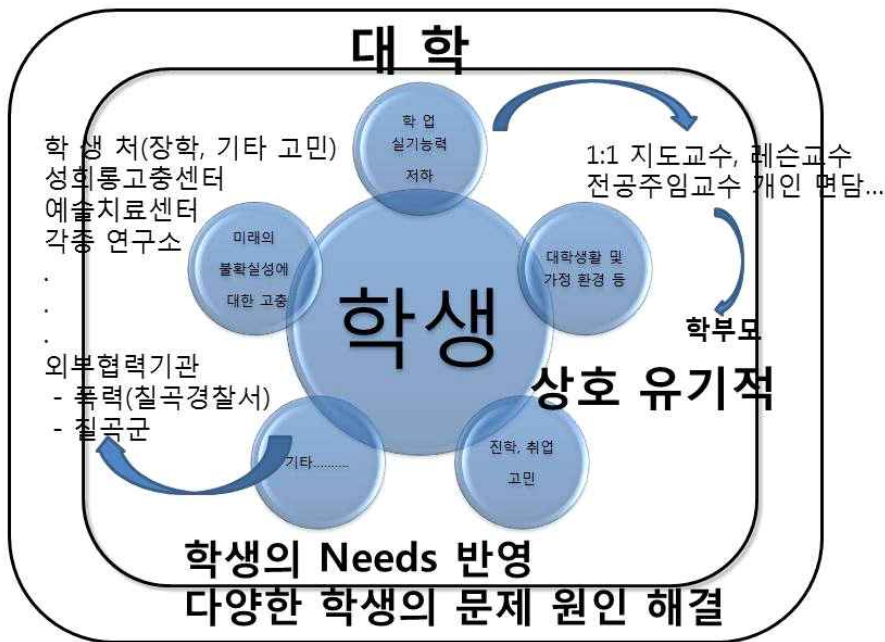 대 학
학 업
실기능력
저하
학 생 처(장학, 기타 고민)
성희롱고충센터
예술치료센터
각종 연구소
.
.
.
외부협력기관
- 폭력(칠곡경찰서)
- 칠곡군
1:1 지도교수, 레슨교수
전공주임교수 개인 면담...
미래의
불확실성에
대한 고충
대학생활 및
가정 환경 등
학생
학부모
상호 유기적
기타..........
진학, 취업
고민
학생의 Needs 반영
다양한 학생의 문제 원인 해결